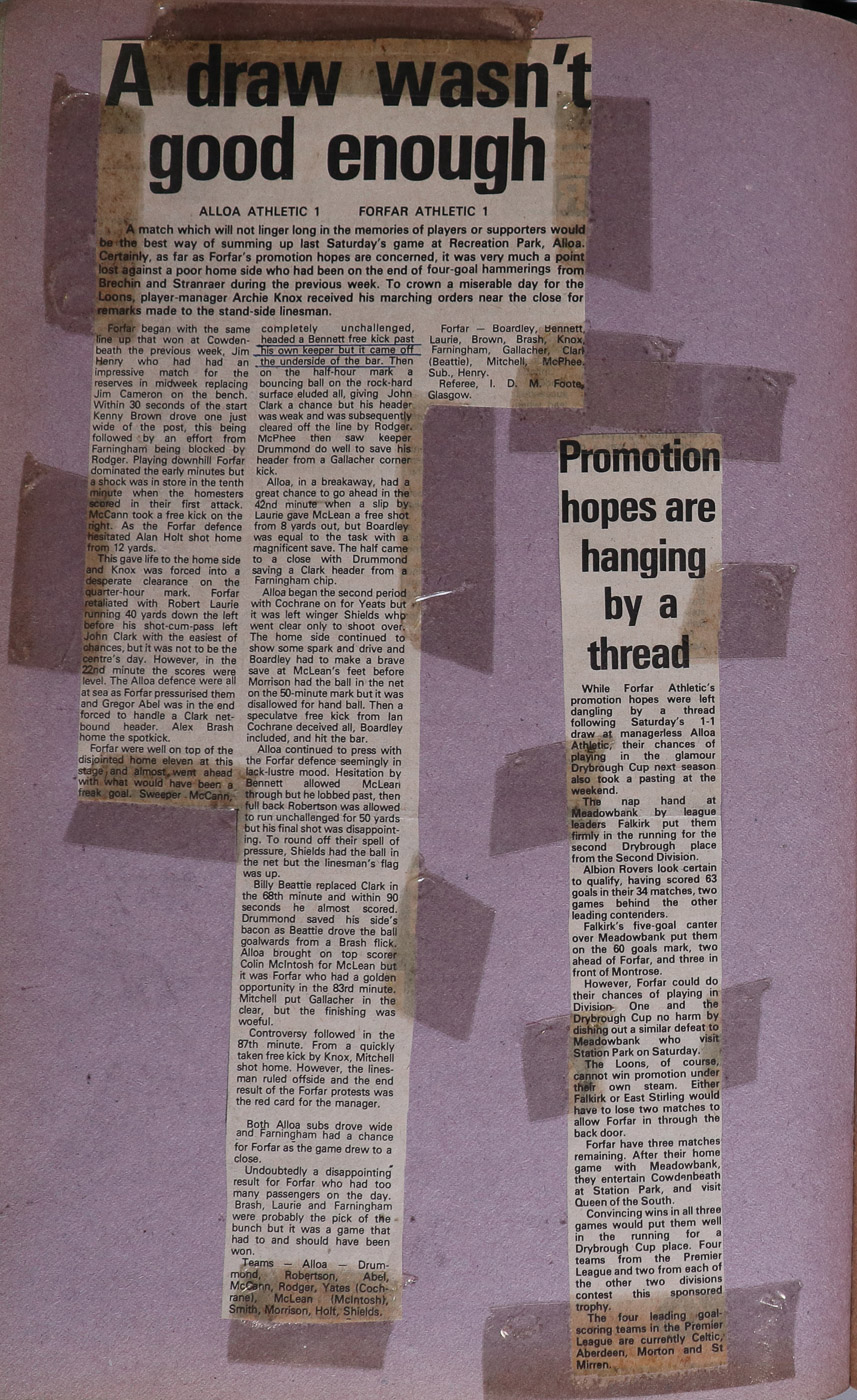 A draw wasn't
good enough
ALLOA ATHLETIC 1 FORFAR ATHLETIC 1
A match which will not linger long in the memories of players or supporters would
be the best way of summing up last Saturday's game at Recreation Park, Alloa.
Certainly, as far as Forfar's promotion hopes are concerned, it was very much a point
lost against a poor home side who had been on the end of four-goal hammerings from
Brechin and Stranraer during the previous week. To crown a miserable day for the
Loons, player-manager Archie Knox received his marching orders near the close for
remarks made to the stand-side linesman.
Forfar began with the same
line up that won at Cowden-
beath the previous week, Jim
Henry who had had an
impressive match for the
reserves in midweek replacing
Jim Cameron on the bench.
Within 30 seconds of the start
Kenny Brown drove one just
wide of the post, this being
followed by an effort from
Farningham being blocked by
Rodger. Playing downhill Forfar
dominated the early minutes but
a shock was in store in the tenth
minute when the homesters
scored in their first attack.
McCann took a free kick on the
right. As the Forfar defence
hesitated Alan Holt shot home
from 12 yards.
This gave life to the home side
and Knox was forced into a
desperate clearance on the
quarter-hour mark. Forfar
retaliated with Robert Laurie
running 40 yards down the left
before his shot-cum-pass left
John Clark with the easiest of
chances, but it was not to be the
centre's day. However, in the
22nd minute the scores were
level. The Alloa defence were all
at sea as Forfar pressurised them
and Gregor Abel was in the end
forced to handle a Clark net-
bound header. Alex Brash
home the spotkick.
Forfar were well on top of the
disjointed home eleven at this
stage and almost went ahead
with what would have been a
freak goal. Sweeper McCann,
completely unchallenged,
headed a Bennett free kick past
his own keeper but it came off
the underside of the bar. Then
on the half-hour mark a
bouncing ball on the rock-hard
surface eluded all, giving John
Clark a chance but his header
was weak and was subsequently
cleared off the line by Rodger.
McPhee then saw keeper
Drummond do well to save his
header from a Gallacher corner
kick.
Alloa, in a breakaway, had a
great chance to go ahead in the
42nd minute when a slip by
Laurie gave McLean a free shot
from 8 yards out, but Boardley
was equal to the task with a
magnificent save. The half came
to a close with Drummond
saving a Clark header from a
Farningham chip.
Alloa began the second period
with Cochrane on for Yeats but
it was left winger Shields who
went clear only to shoot over.
The home side continued to
show some spark and drive and
Boardley had to make a brave
save at McLean's feet before
Morrison had the ball in the net
on the 50-minute mark but it was
disallowed for hand ball. Then a
speculatve free kick from Ian
Cochrane deceived all, Boardley
included, and hit the bar.
Alloa continued to press with
the Forfar defence seemingly in
lack-lustre mood. Hesitation by
Bennett allowed McLean
through but he lobbed past, then
full back Robertson was allowed
to run unchallenged for 50 yards
but his final shot was disappoint-
ing. To round off their spell of
pressure, Shields had the ball in
the net but the linesman's flag
was up.
Billy Beattie replaced Clark in
the 68th minute and within 90
seconds he almost scored.
Drummond saved his side's
bacon as Beattie drove the ball
goalwards from a Brash flick.
Alloa brought on top scorer
Colin McIntosh for McLean but
it was Forfar who had a golden
opportunity in the 83rd minute.
Mitchell put Gallacher in the
clear, but the finishing was
woeful.
Controversy followed in the
87th minute. From a quickly
taken free kick by Knox, Mitchell
shot home. However, the lines-
man ruled offside and the end
result of the Forfar protests was
the red card for the manager.
Both Alloa subs drove wide
and Farningham had a chance
for Forfar as the game drew to a
close.
Undoubtedly a disappointing
result for Forfar who had too
many passengers on the day.
Brash, Laurie and Farningham
were probably the pick of the
bunch but it was a game that
had to and should have been
won.
Teams — Alloa — Drum-
mond, Robertson, Abel,
McCann, Rodger, Yates (Coch-
rane), McLean (McIntosh),
Smith, Morrison, Holt, Shields.
Forfar — Boardley, Bennett,
Laurie, Brown, Brash, Knox,
Farningham, Gallacher, Clark
(Beattie), Mitchell, McPhee.
Sub., Henry.
Referee, I. D. M. Foote,
Glasgow.
Promotion
hopes are
hanging
by a
thread
While Forfar Athletic's
promotion hopes were left
dangling by a thread
following Saturday's 1-1
draw at managerless Alloa
Athletic, their chances of
playing in the glamour
Drybrough Cup next season
also took a pasting at the
weekend.
The nap hand at
Meadowbank by league
leaders Falkirk put them
firmly in the running for the
second Drybrough place
from the Second Division.
Albion Rovers look certain
to qualify, having scored 63
goals in their 34 matches, two
games behind the other
leading contenders.
Falkirk's five-goal canter
over Meadowbank put them
on the 60 goals mark, two
ahead of Forfar, and three in
front of Montrose.
However, Forfar could do
their chances of playing in
Division One and the
Drybrough Cup no harm by
dishing out a similar defeat to
Meadowbank who visit
Station Park on Saturday.
The Loons, of course,
cannot win promotion under
their own steam. Either
Falkirk or East Stirling would
have to lose two matches to
allow Forfar in through the
back door.
Forfar have three matches
remaining. After their home
game with Meadowbank,
they entertain Cowdenbeath
at Station Park, and visit
Queen of the South.
Convincing wins in all three
games would put them well
in the running for a
Drybrough Cup place. Four
teams from the Premier
League and two from each of
the other two divisions
contest this sponsored
trophy.
The four leading goal-
scoring teams in the Premier
League are currently Celtic,
Aberdeen, Morton and St
Mirren.